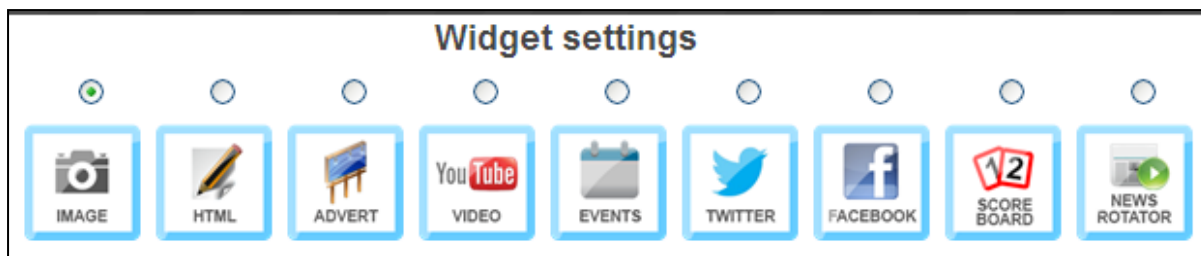 Widget settings
IMAGE
HTML
ADVERT
You Tube
VIDEO
EVENTS
TWITTER
f
FACEBOOK
1 2
SCORE
BOARD
NEWS
ROTATOR